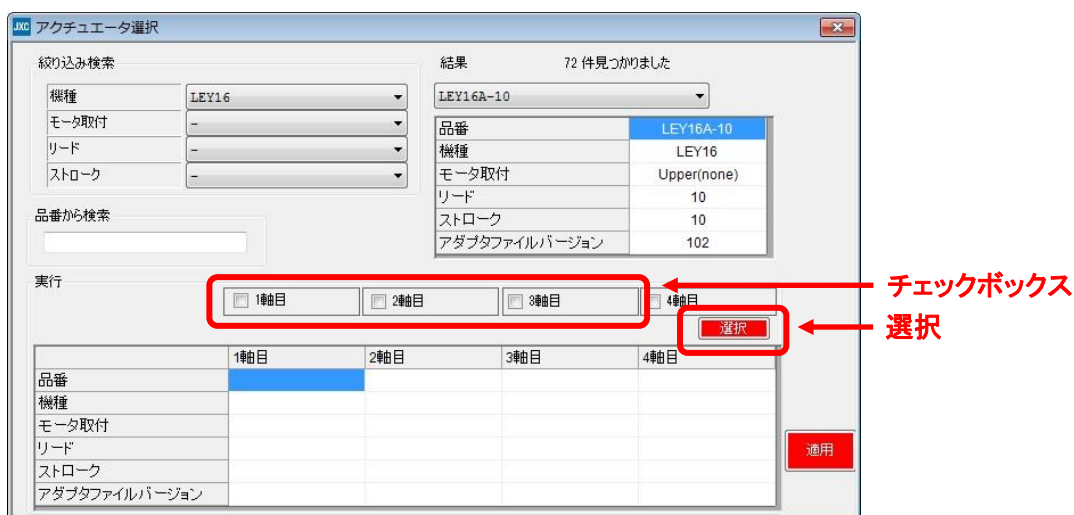 JXC アクチュエータ選択
絞り込み検索
機種 LEY16
モータ取付 -
リード -
ストローク -
品番から検索
結果 72 件見つかりました
LEY16A-10
品番 LEY16A-10
機種 LEY16
モータ取付 Upper(none)
リード 10
ストローク 10
アダプタファイルバージョン 102
実行
1軸目 2軸目 3軸目 4軸目
チェックボックス
選択
選択
1軸目 2軸目 3軸目 4軸目
品番
機種
モータ取付
リード
ストローク
アダプタファイルバージョン
適用